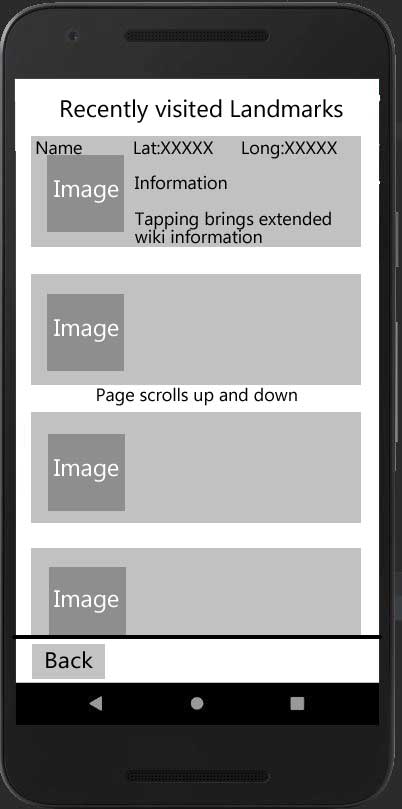 Recently visited Landmarks
Name Lat:XXXXX Long:XXXXX
Image
Information
Tapping brings extended
wiki information
Image
Page scrolls up and down
Image
Image
Back